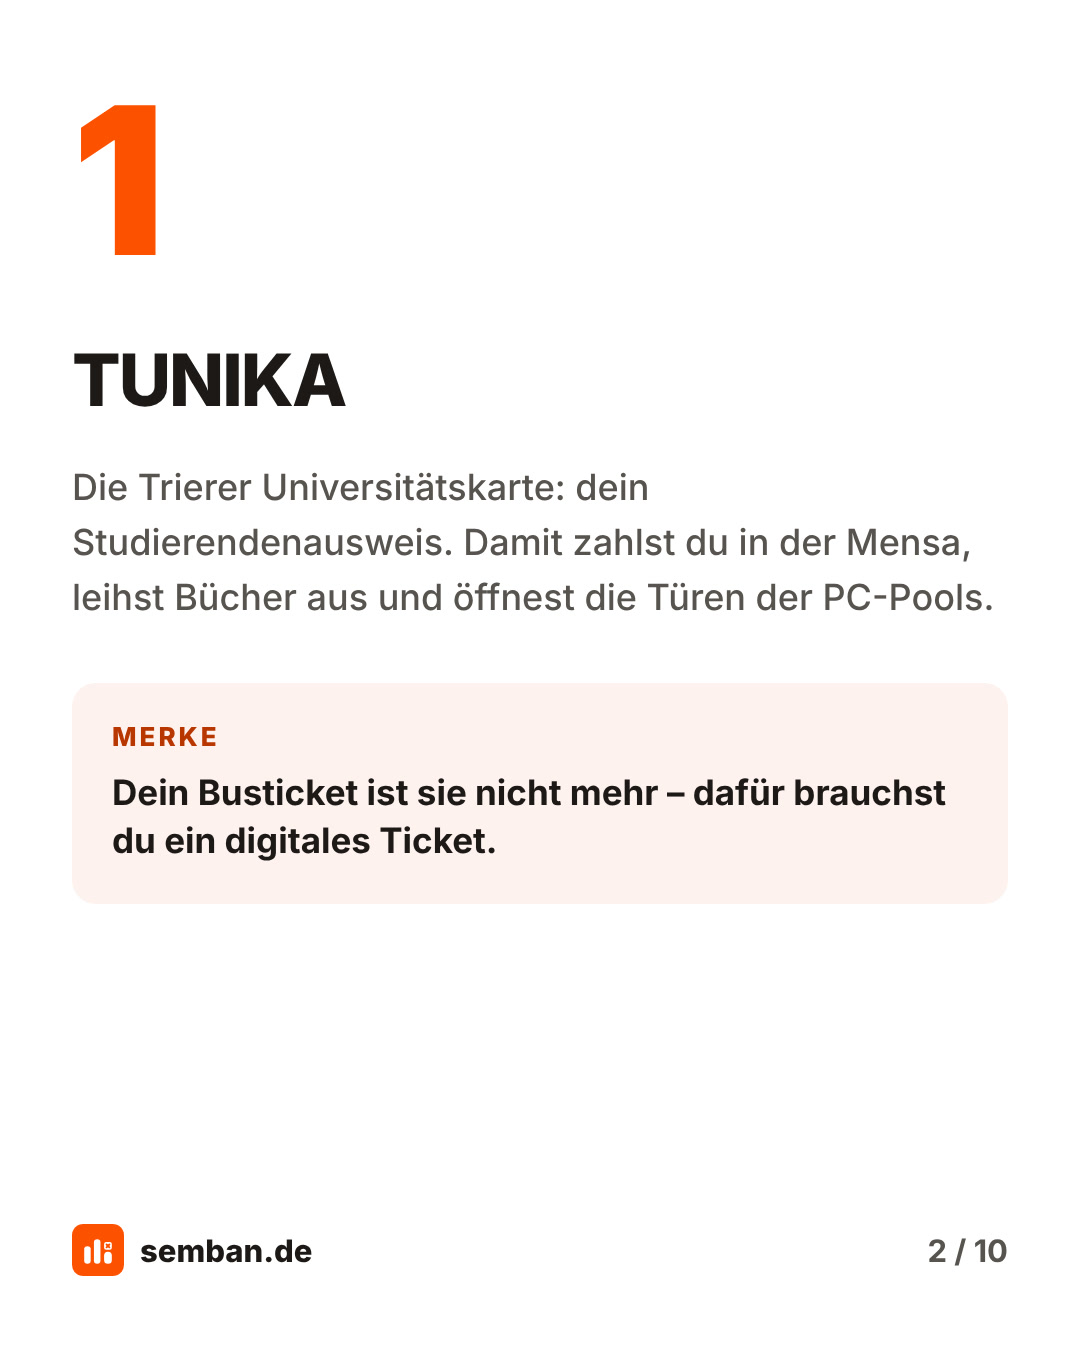 1
TUNIKA
Die Trierer Universitätskarte: dein
Studierendenausweis. Damit zahlst du in der Mensa,
leihst Bücher aus und öffnest die Türen der PC-Pools.
MERKE
Dein Busticket ist sie nicht mehr – dafür brauchst
du ein digitales Ticket.
semban.de
2 / 10